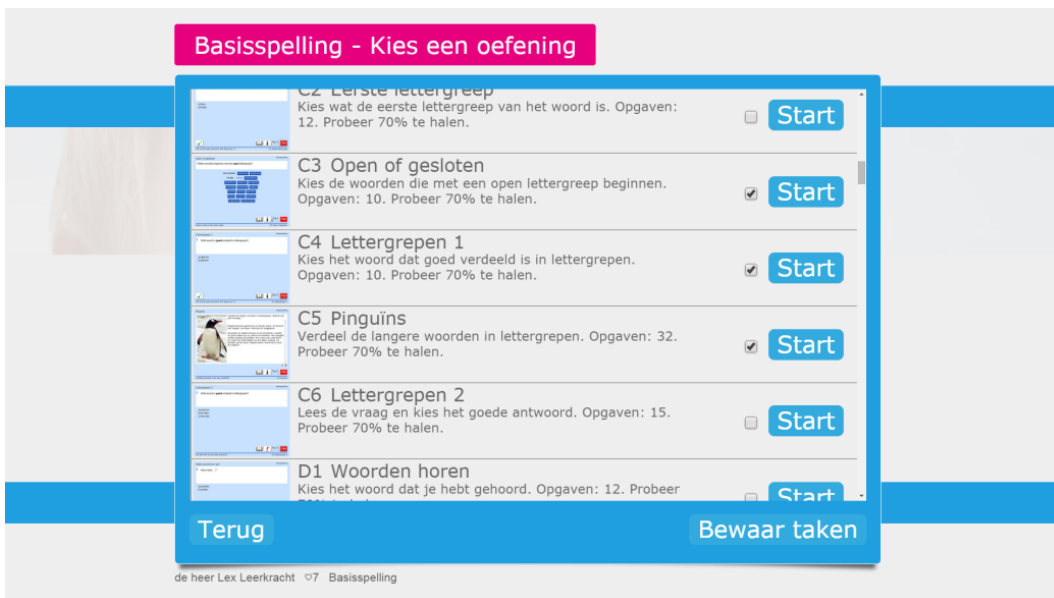 Basisspelling - Kies een oefening
C2 Eerste lettergreep
Kies wat de eerste lettergreep van het woord is. Opgaven:
12. Probeer 70% te halen.
Start
C3 Open of gesloten
Kies de woorden die met een open lettergreep beginnen.
Opgaven: 10. Probeer 70% te halen.
Start
C4 Lettergrepen 1
Kies het woord dat goed verdeeld is in lettergrepen.
Opgaven: 10. Probeer 70% te halen.
Start
C5 Pinguïns
Verdeel de langere woorden in lettergrepen. Opgaven: 32.
Probeer 70% te halen.
Start
C6 Lettergrepen 2
Lees de vraag en kies het goede antwoord. Opgaven: 15.
Probeer 70% te halen.
Start
D1 Woorden horen
Kies het woord dat je hebt gehoord. Opgaven: 12. Probeer
Start
Terug
Bewaar taken
de heer Lex Leerkracht ♡7 Basisspelling